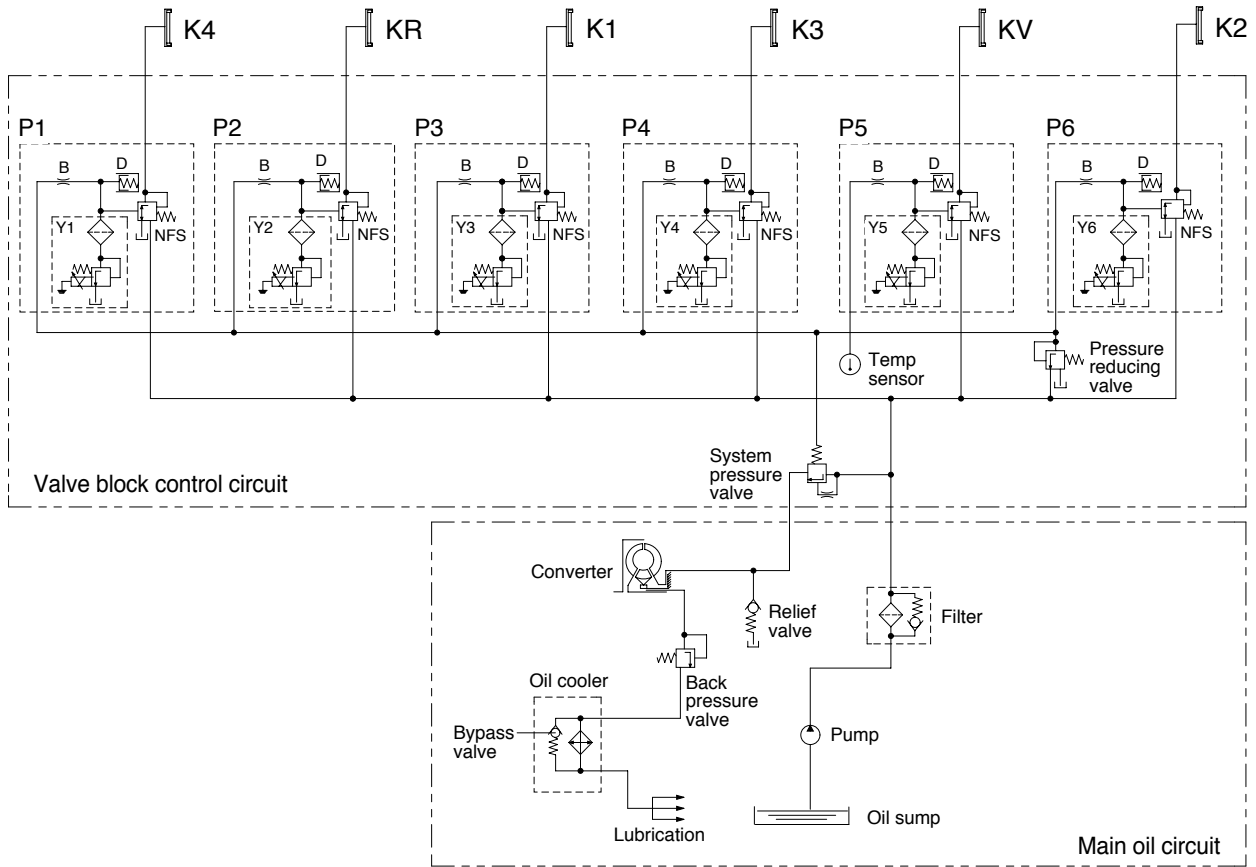 K4
KR
K1
K3
KV
K2
P1
P2
P3
P4
P5
P6
B
D
B
D
B
D
B
D
B
D
B
D
Y1
NFS
Y2
NFS
Y3
NFS
Y4
NFS
Y5
NFS
Y6
NFS
Temp
sensor
Pressure
reducing
valve
System
pressure
valve
Valve block control circuit
Converter
Relief
valve
Filter
Oil cooler
Back
pressure
valve
Bypass
valve
Pump
Lubrication
Oil sump
Main oil circuit